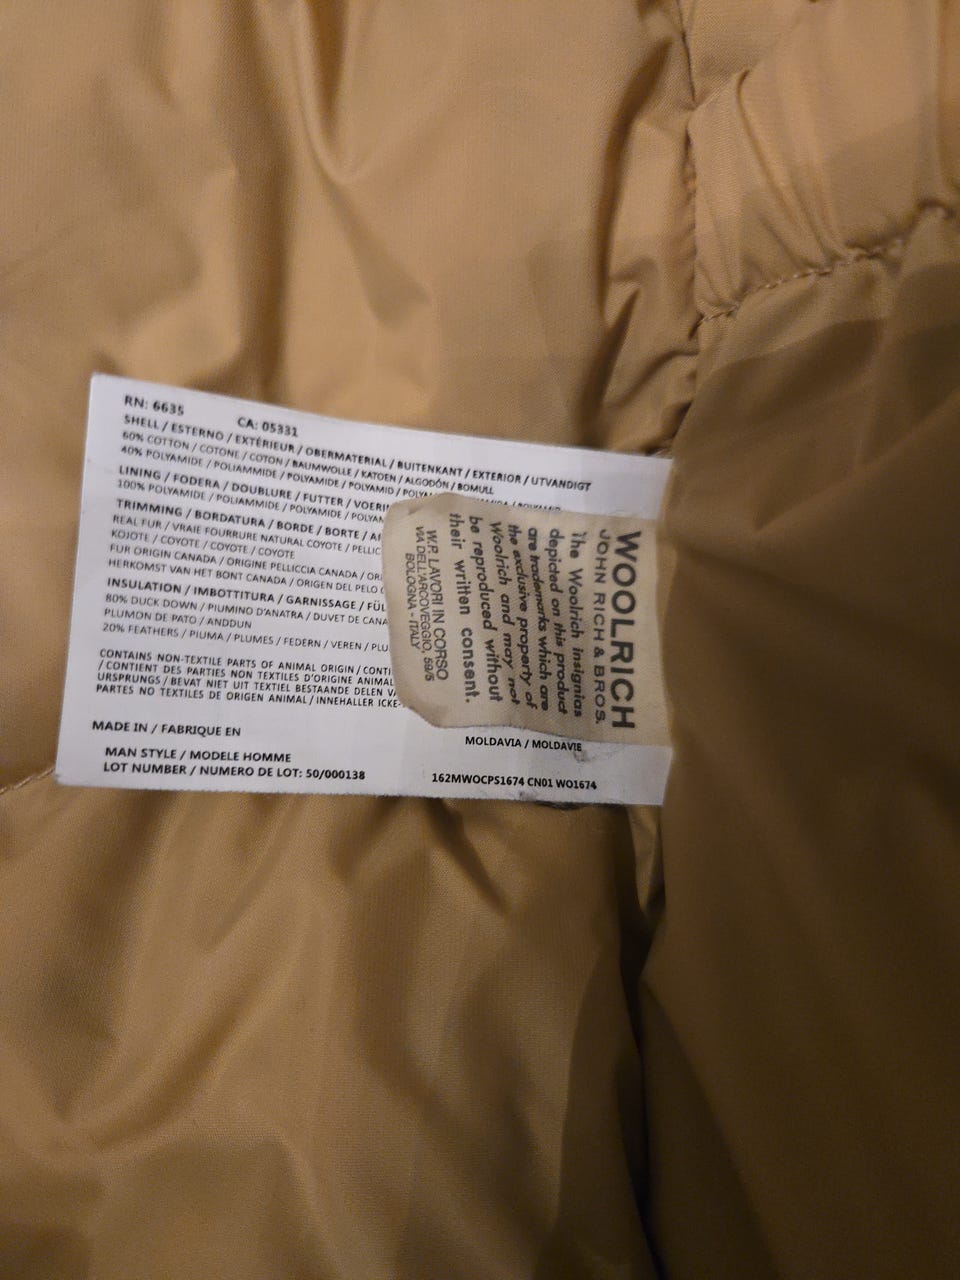 RN: 6635 CA: 05331
SHELL / ESTERNO / EXTÉRIEUR / OBERMATERIAL / BUITENKANT / EXTERIOR / UTVANDIGT
60% COTTON / COTONE / COTON / BAUMWOLLE / KATOEN / ALGODÓN / BOMULL
40% POLYAMIDE / POLIAMMIDE / POLYAMIDE / POLYAMID / POLYAMIDE
LINING / FODERA / DOUBLURE / FUTTER / VOERIN
100% POLYAMIDE / POLIAMMIDE / POLYAMIDE / POLYAM
TRIMMING / BORDATURA / BORDE / BORTE /
REAL FUR / VRAIE FOURRURE NATURAL COYOTE / PELLIC
KOJOTE / COYOTE / COYOTE / COYOTE
FUR ORIGIN CANADA / ORIGINE PELLICCIA CANADA / OR
HERKOMST VAN HET BONT CANADA / ORIGEN DEL PELO
INSULATION / IMBOTTITURA / GARNISSAGE / FÜL
80% DUCK DOWN / PIUMINO D'ANATRA / DUVET DE CANA
PLUMON DE PATO / ANDDUN
20% FEATHERS / PIUMA / PLUMES / FEDERN / VEREN / PLU
CONTAINS NON-TEXTILE PARTS OF ANIMAL ORIGIN / CONTI
/ CONTIENT DES PARTIES NON TEXTILES D'ORIGINE ANIMAL
URSPRUNGS / BEVAT NIET UIT TEXTIEL BESTAANDE DELEN VA
PARTES NO TEXTILES DE ORIGEN ANIMAL / INNEHALLER ICKE-
MADE IN / FABRIQUE EN MOLDAVIA / MOLDAVIE
MAN STYLE / MODELE HOMME
LOT NUMBER / NUMERO DE LOT: 50/000138 162MWOCPS1674 CN01 WO1674
WOOLRICH
JOHN RICH & BROS.
The Woolrich insignias
depicted on this product
are trademarks which are
the exclusive property of
Woolrich and may not
be reproduced without
their written consent.
W.P. LAVORI IN CORSO
VIA DELL'ARCOVEGGIO, 59/5
BOLOGNA - ITALY